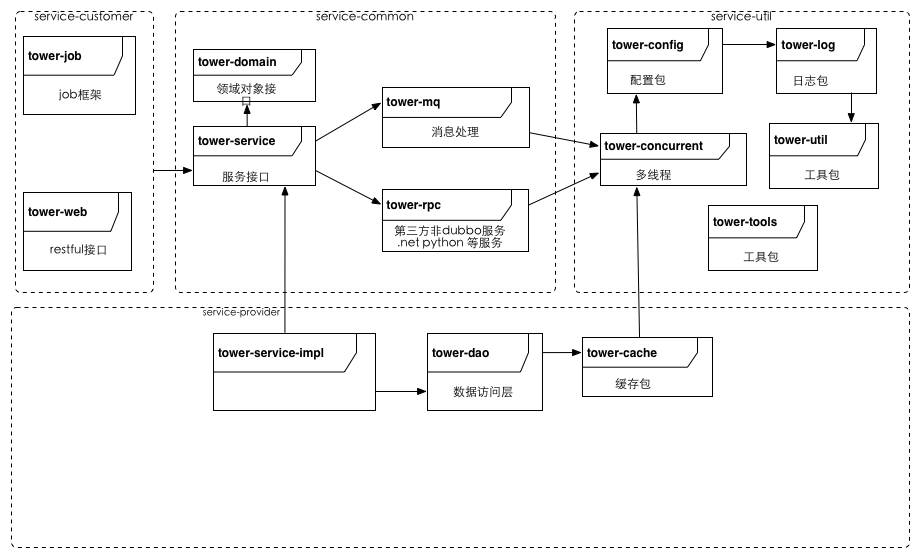 service-customer
tower-job
job框架
tower-web
restful接口
service-common
tower-domain
领域对象接
口
tower-service
服务接口
tower-mq
消息处理
tower-rpc
第三方非dubbo服务
.net python 等服务
service-util
tower-config
配置包
tower-log
日志包
tower-concurrent
多线程
tower-util
工具包
tower-tools
工具包
service-provider
tower-service-impl
tower-dao
数据访问层
tower-cache
缓存包